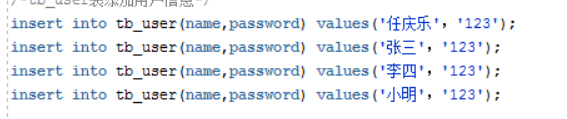 /*tb_user表添加用户信息*/
insert into tb_user(name,password) values('任庆乐','123');
insert into tb_user(name,password) values('张三','123');
insert into tb_user(name,password) values('李四','123');
insert into tb_user(name,password) values('小明','123');